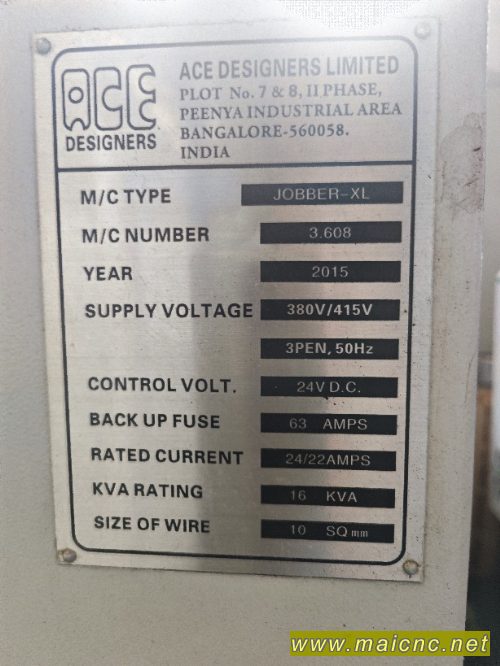 ACE DESIGNERS
ACE DESIGNERS LIMITED
PLOT No. 7 & 8, II PHASE,
PEENYA INDUSTRIAL AREA
BANGALORE-560058.
INDIA
M/C TYPE JOBBER-XL
M/C NUMBER 3.608
YEAR 2015
SUPPLY VOLTAGE 380V/415V
3PEN, 50Hz
CONTROL VOLT. 24V D.C.
BACK UP FUSE 63 AMPS
RATED CURRENT 24/22AMPS
KVA RATING 16 KVA
SIZE OF WIRE 10 SQ mm
www.maicnc.net